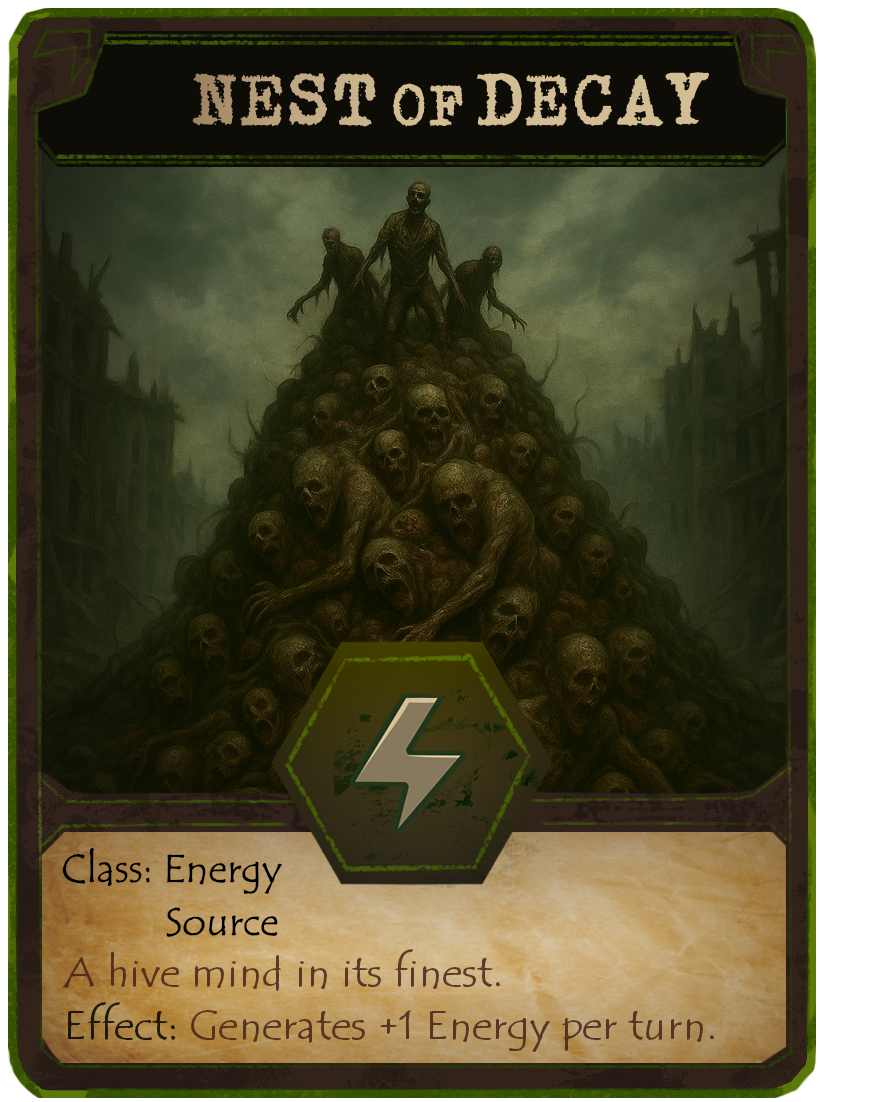 NEST OF DECAY
Class: Energy
Source
A hive mind in its finest.
Effect: Generates +1 Energy per turn.